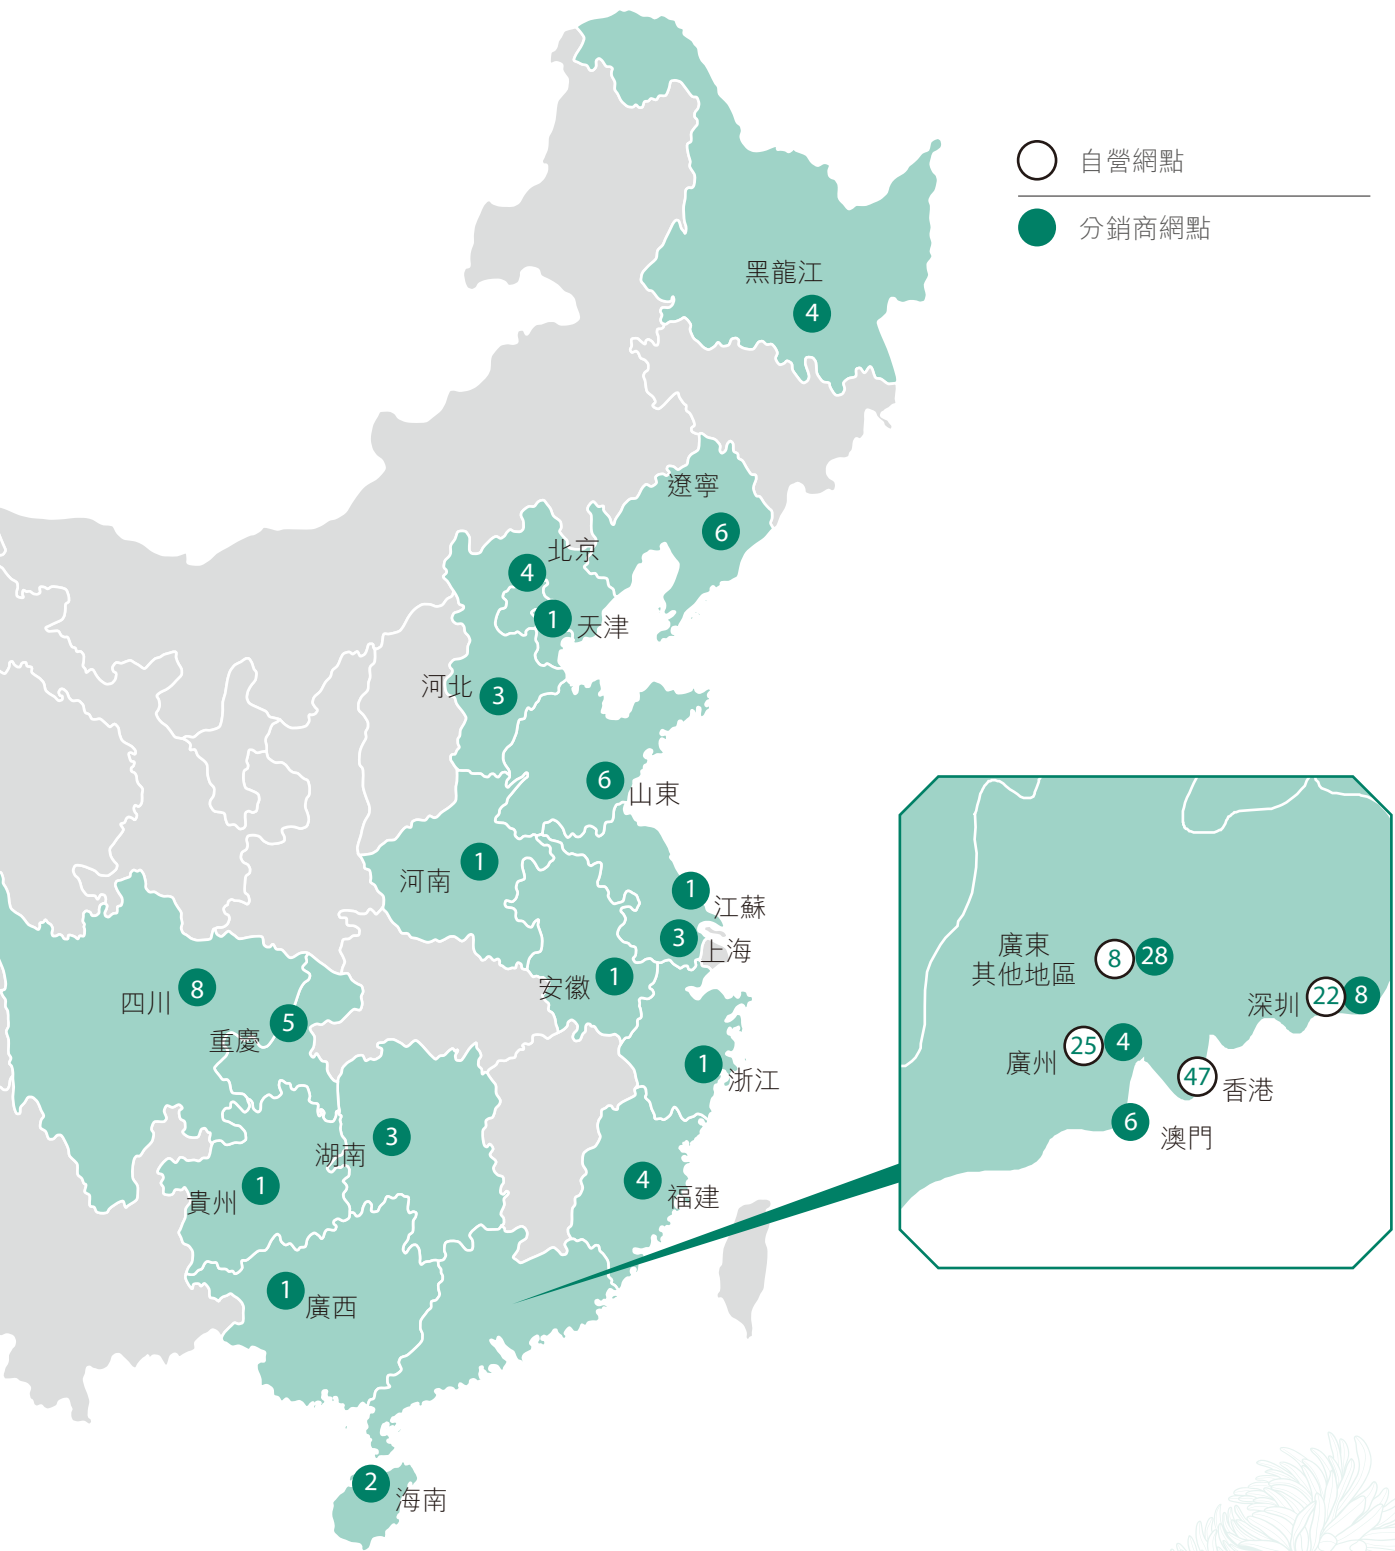 自營網點
分銷商網點
黑龍江
4
遼寧
6
北京
4
1
天津
河北
3
6
山東
1
河南
1
江蘇
3
上海
1
安徽
8
四川
5
重慶
1
浙江
3
湖南
1
貴州
4
福建
1
廣西
2
海南
廣東
其他地區
8 28
深圳 22 8
廣州 25 4
47
香港
6
澳門